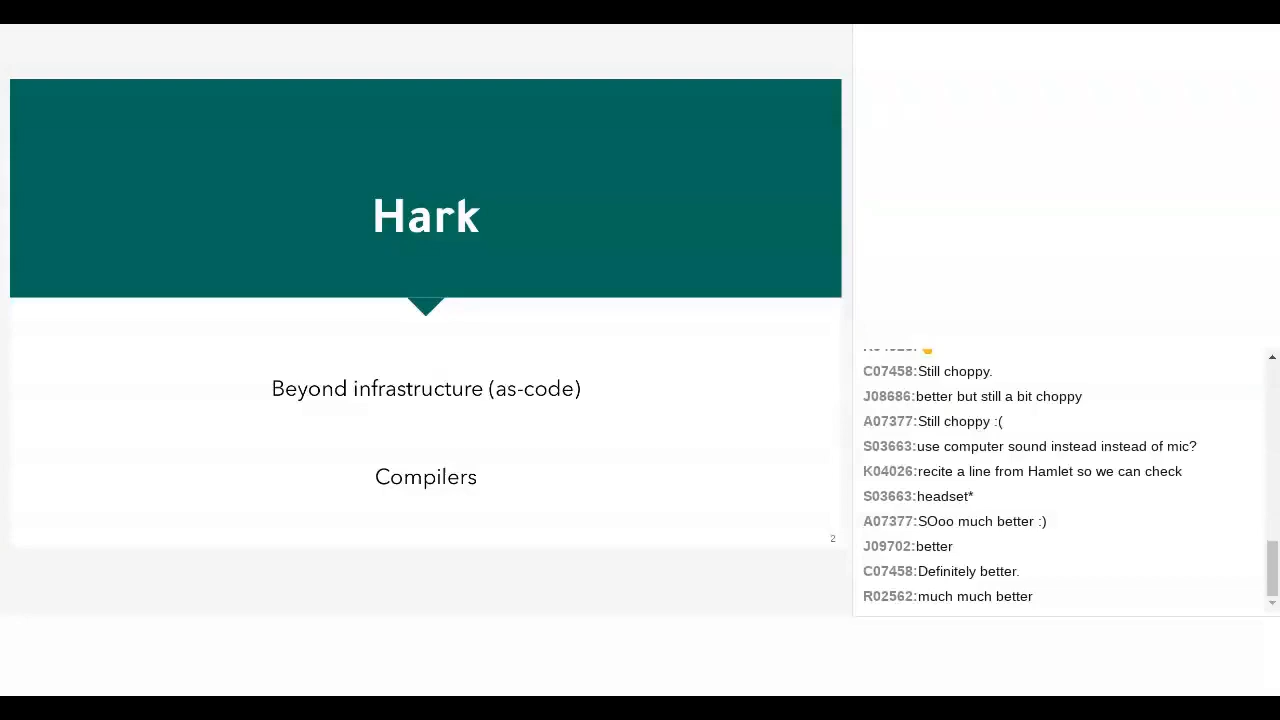 Hark
Beyond infrastructure (as-code)
Compilers
2
C07458:Still choppy.
J08686:better but still a bit choppy
A07377:Still choppy :(
S03663:use computer sound instead instead of mic?
K04026:recite a line from Hamlet so we can check
S03663:headset*
A07377:SOoo much better :)
J09702:better
C07458:Definitely better.
R02562:much much better